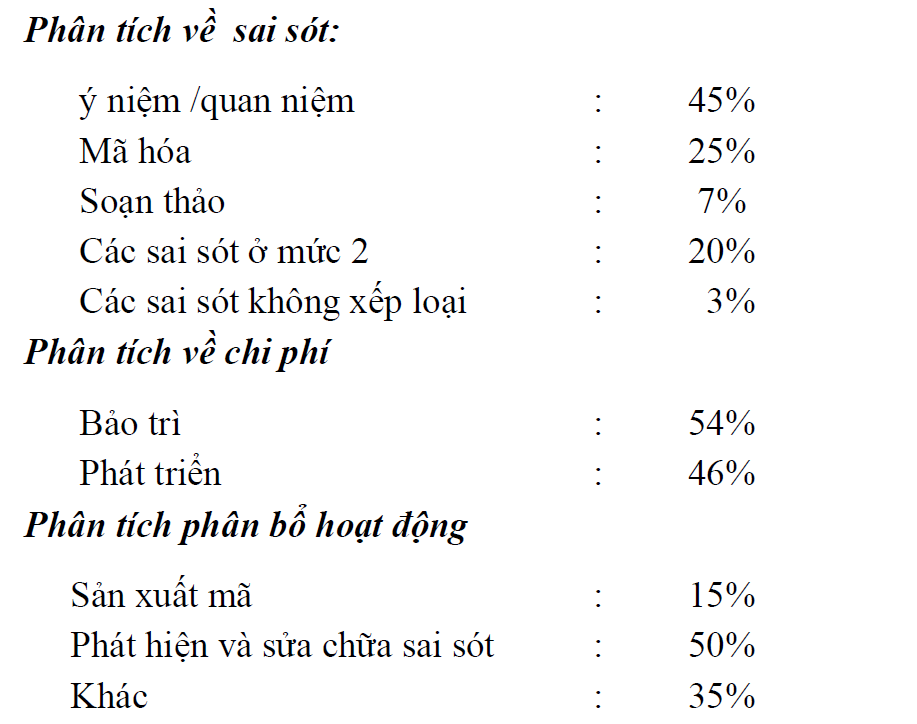 Phân tích về sai sót:
ý niệm /quan niệm : 45%
Mã hóa : 25%
Soạn thảo : 7%
Các sai sót ở mức 2 : 20%
Các sai sót không xếp loại : 3%
Phân tích về chi phí
Bảo trì : 54%
Phát triển : 46%
Phân tích phân bổ hoạt động
Sản xuất mã : 15%
Phát hiện và sửa chữa sai sót : 50%
Khác : 35%